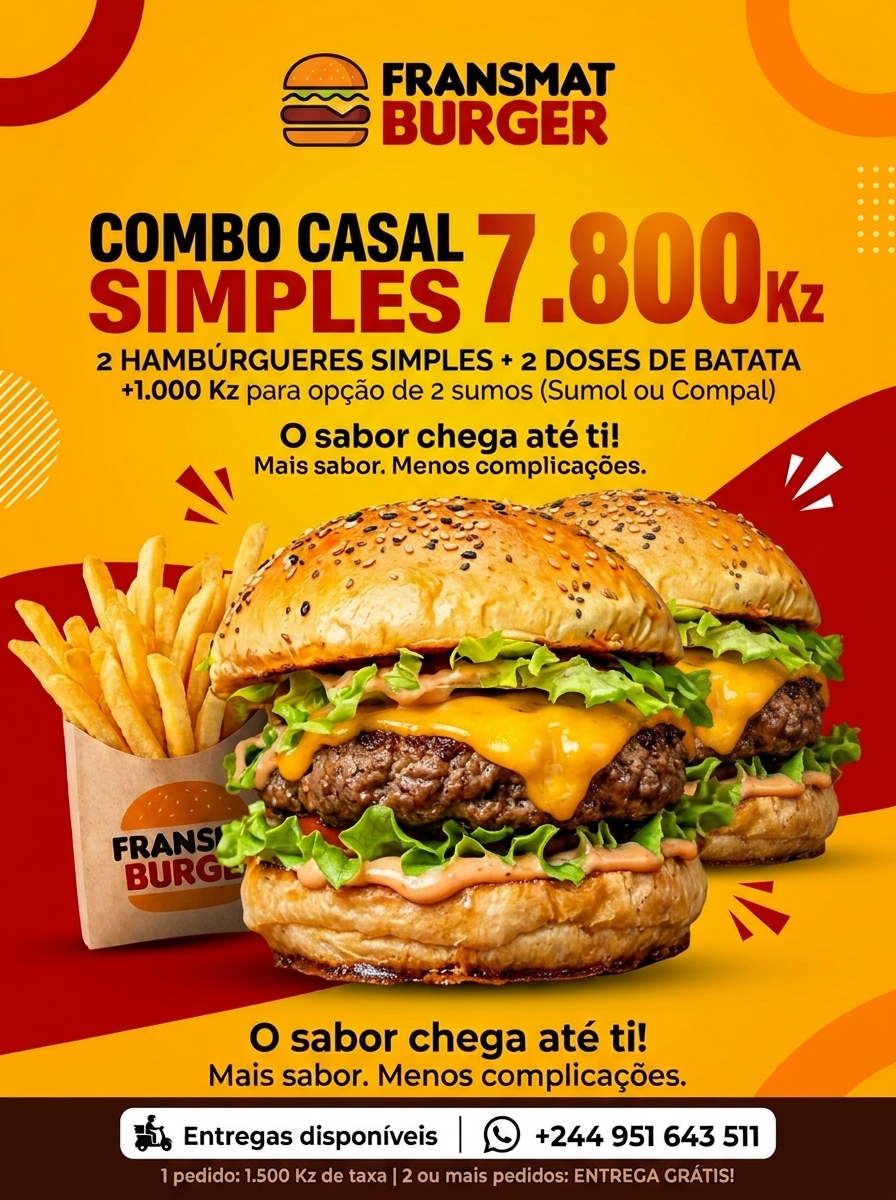 FRANSMAT
BURGER
COMBO CASAL
SIMPLES
7.800Kz
2 HAMBÚRGUERES SIMPLES + 2 DOSES DE BATATA
+1.000 Kz para opção de 2 sumos (Sumol ou Compal)
O sabor chega até ti!
Mais sabor. Menos complicações.
FRANS
BURGE
O sabor chega até ti!
Mais sabor. Menos complicações.
Entregas disponíveis | +244 951 643 511
1 pedido: 1.500 Kz de taxa | 2 ou mais pedidos: ENTREGA GRÁTIS!